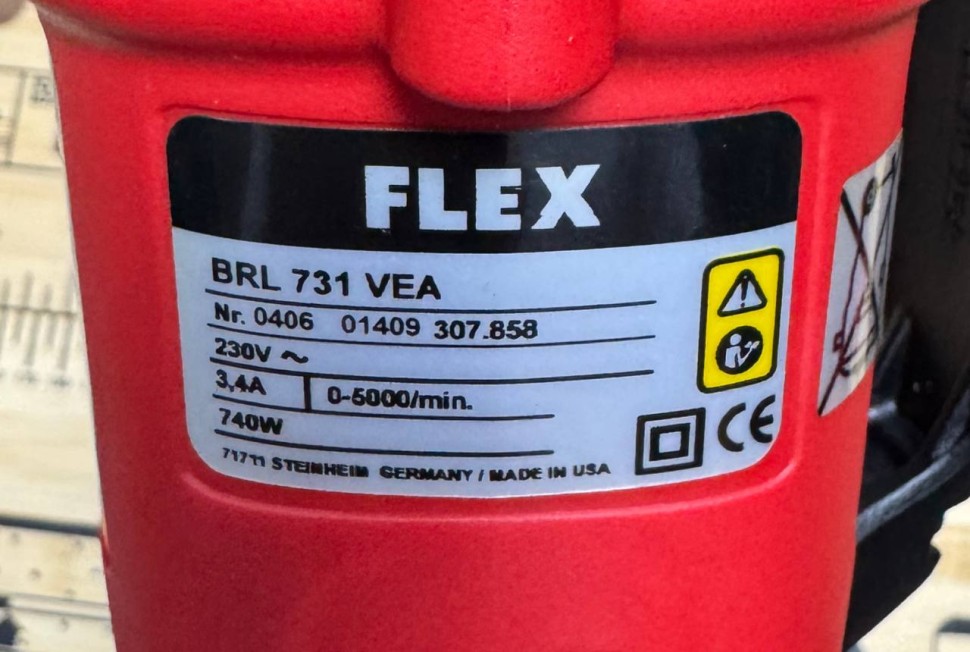 FLEX
BRL 731 VEA
Nr. 0406 01409 307.858
230V ~
3,4A 0-5000/min.
740W
71711 STEINHEIM GERMANY / MADE IN USA
CE